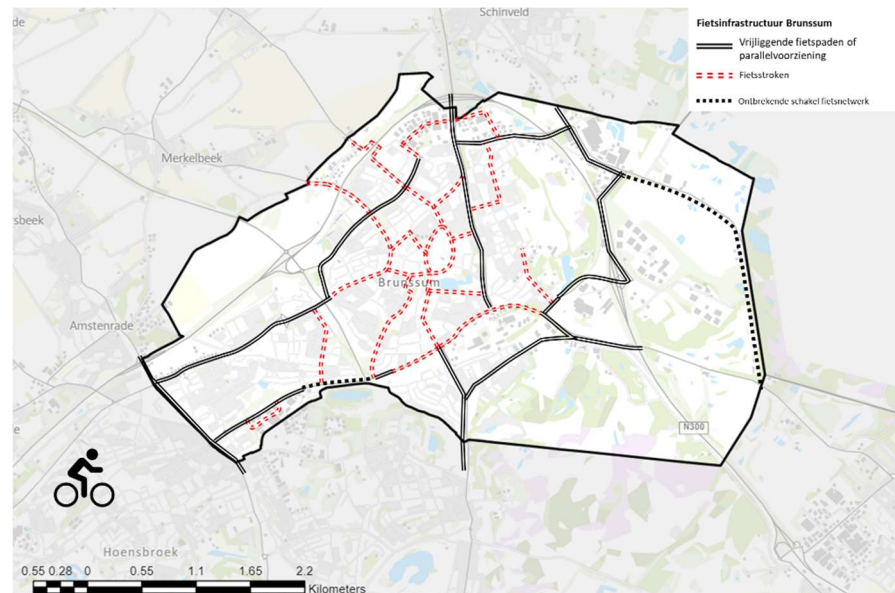 Schinveld
Fietsinfrastructuur Brunssum
Vrijliggende fietspaden of
parallelvoorziening
Fietsstroken
Ontbrekende schakel fietsnetwerk
Merkelbeek
Brunssum
Amstenrade
N300
Hoensbroek
0.55 0.28 0 0.55 1.1 1.65 2.2
Kilometers